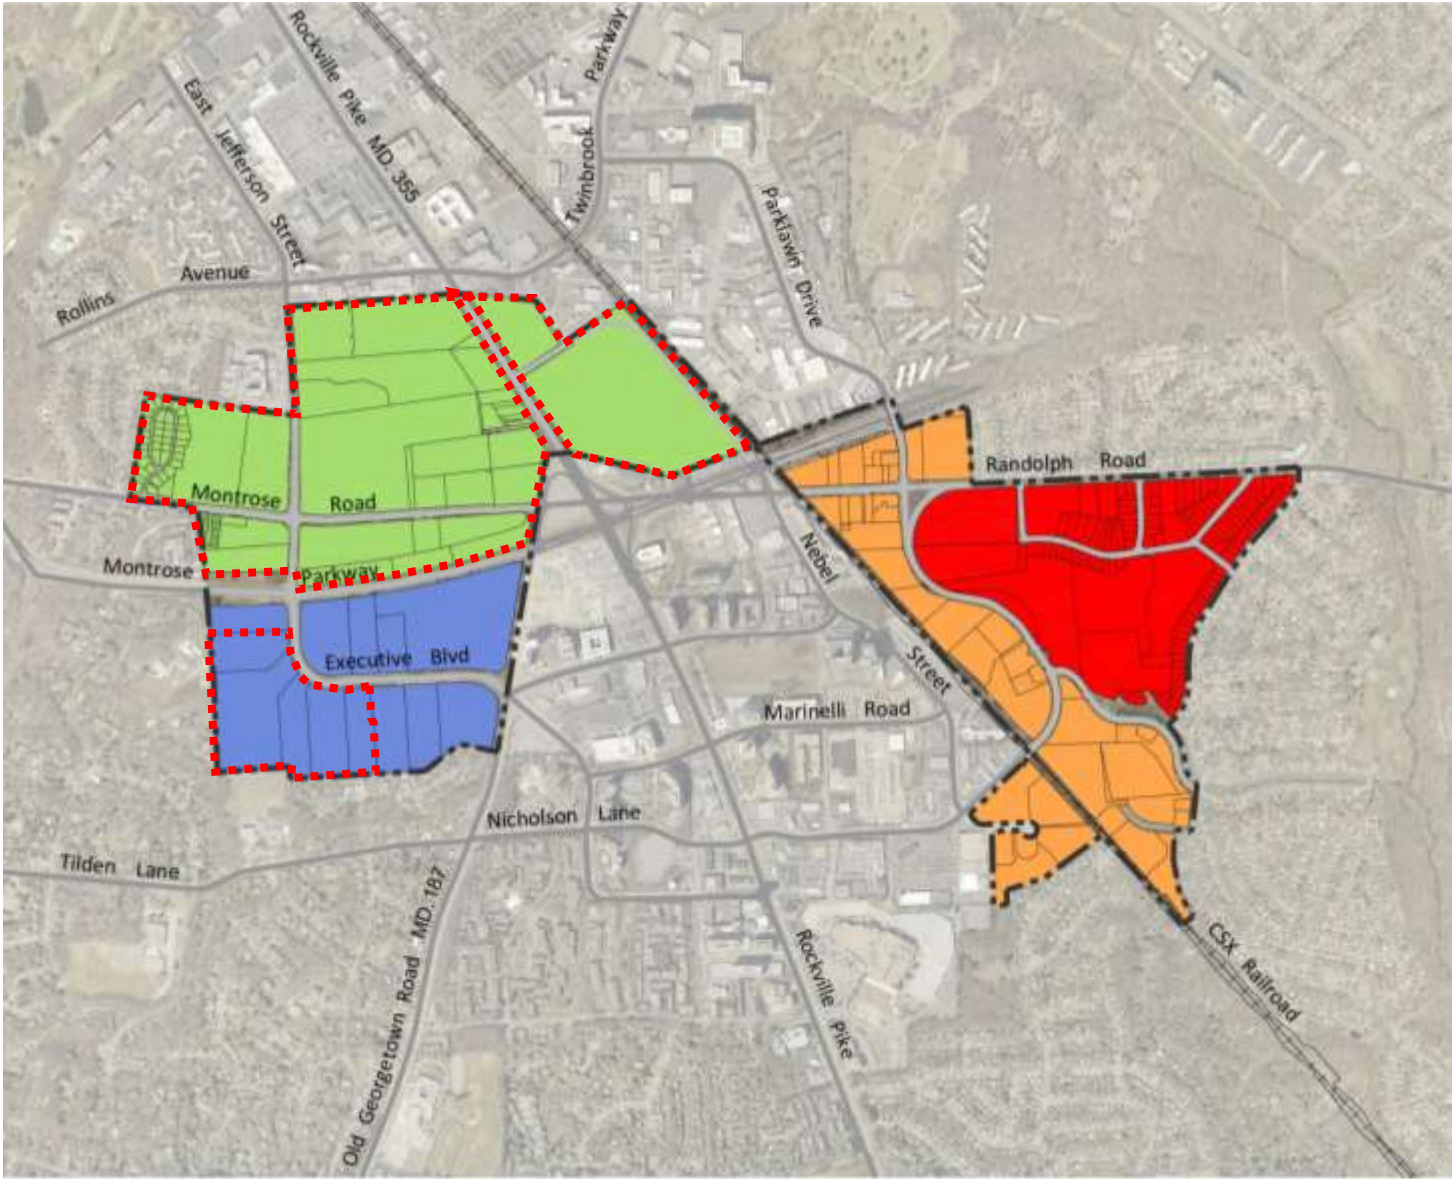 Rockville Pike MD. 355
Twinbrook Parkway
East Jefferson Street
Parklawn Drive
Rollins Avenue
Randolph Road
Montrose Road
Montrose Parkway
Nebel Street
Executive Blvd
Marinelli Road
Nicholson Lane
Tilden Lane
Old Georgetown Road MD. 187
Rockville Pike
CSX Railroad